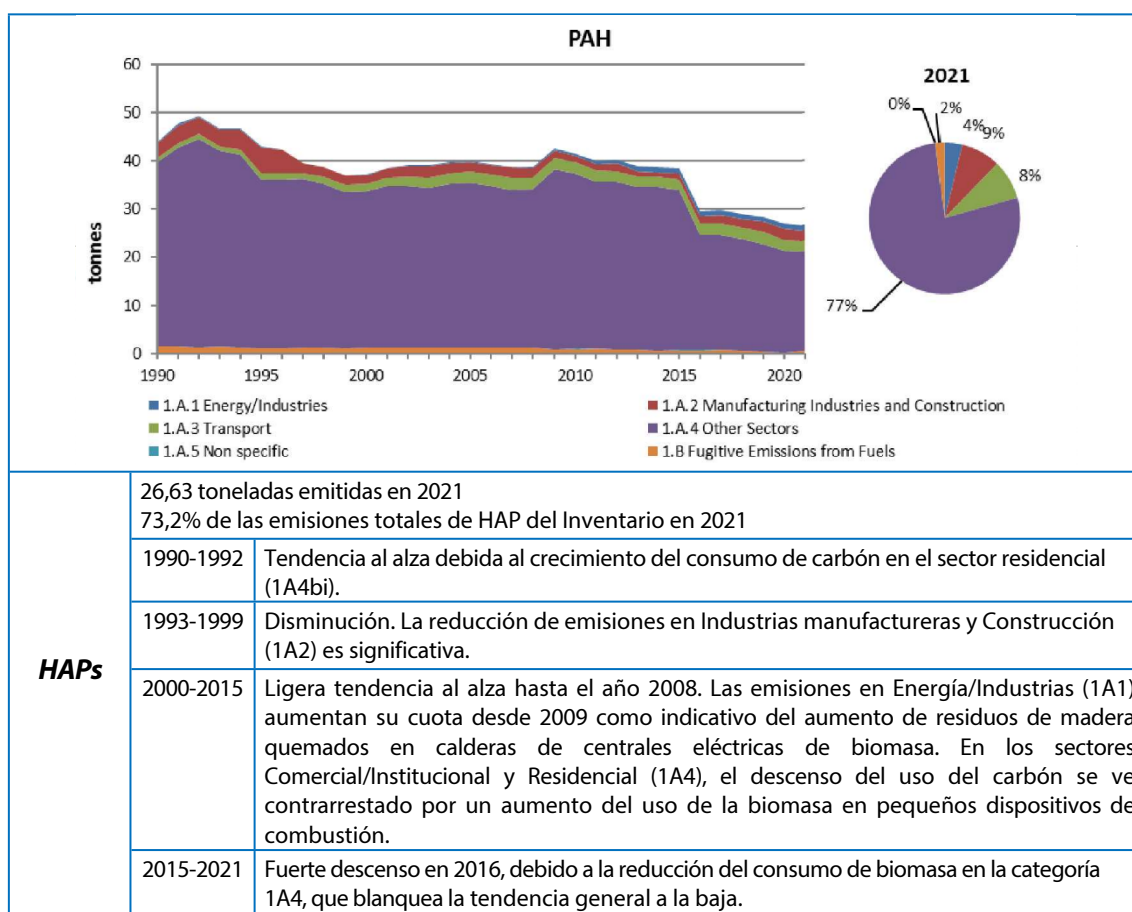 PAH
60
50
40
30
20
10
0
tonnes
1990
1995
2000
2005
2010
2015
2020
2021
0%
2%
4%
9%
8%
77%
1.A.1 Energy/Industries
1.A.2 Manufacturing Industries and Construction
1.A.3 Transport
1.A.4 Other Sectors
1.A.5 Non specific
1.B Fugitive Emissions from Fuels
HAPs
26,63 toneladas emitidas en 2021
73,2% de las emisiones totales de HAP del Inventario en 2021
1990-1992
Tendencia al alza debida al crecimiento del consumo de carbón en el sector residencial
(1A4bi).
1993-1999
Disminución. La reducción de emisiones en Industrias manufactureras y Construcción
(1A2) es significativa.
2000-2015
Ligera tendencia al alza hasta el año 2008. Las emisiones en Energía/Industrias (1A1)
aumentan su cuota desde 2009 como indicativo del aumento de residuos de madera
quemados en calderas de centrales eléctricas de biomasa. En los sectores
Comercial/Institucional y Residencial (1A4), el descenso del uso del carbón se ve
contrarrestado por un aumento del uso de la biomasa en pequeños dispositivos de
combustión.
2015-2021
Fuerte descenso en 2016, debido a la reducción del consumo de biomasa en la categoría
1A4, que blanquea la tendencia general a la baja.